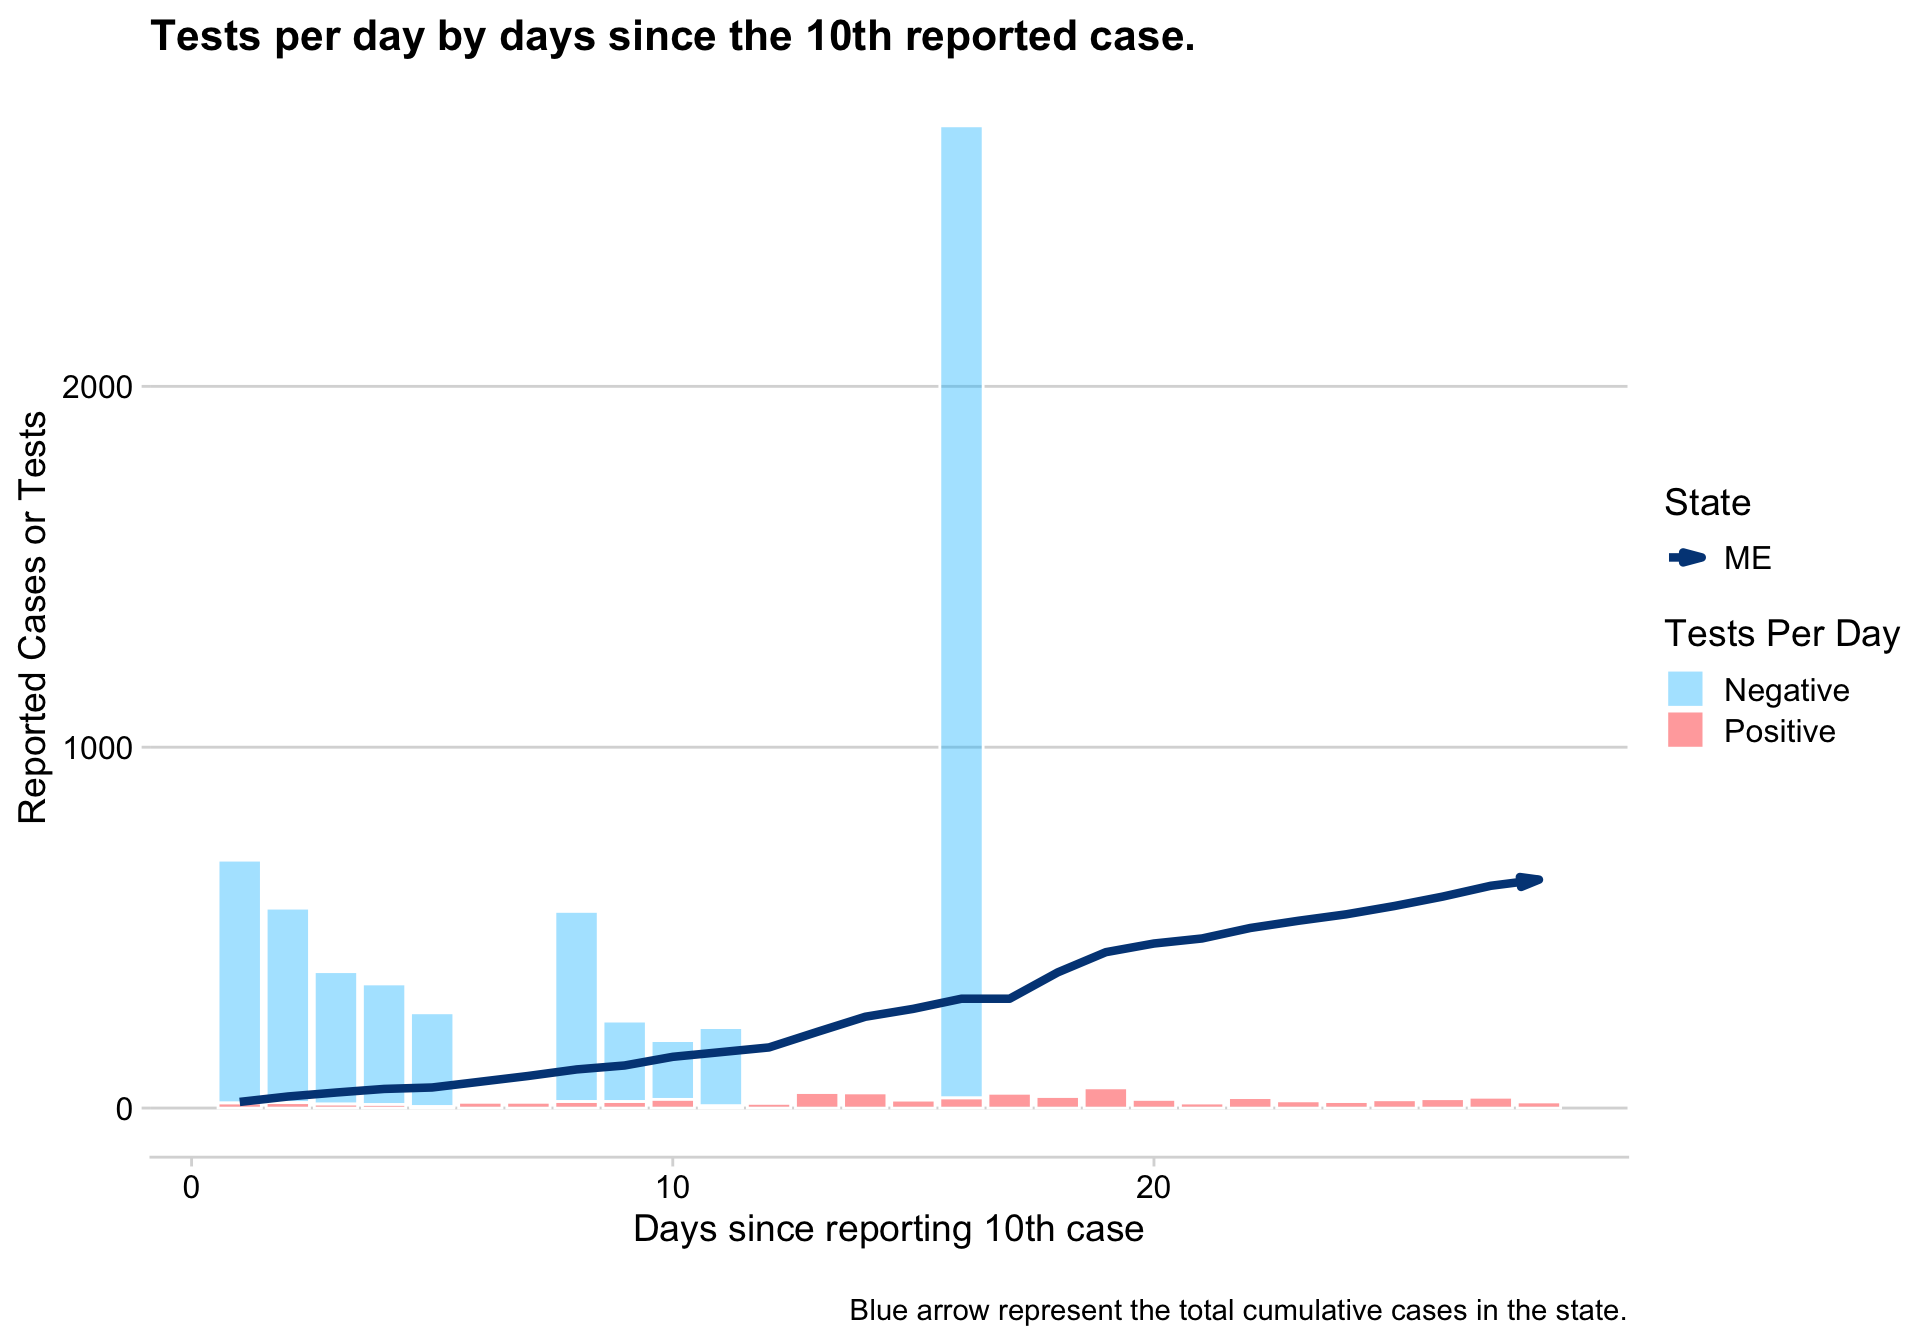 Tests per day by days since the 10th reported case.
Reported Cases or Tests
2000
1000
0
0
10
20
Days since reporting 10th case
State
ME
Tests Per Day
Negative
Positive
Blue arrow represent the total cumulative cases in the state.